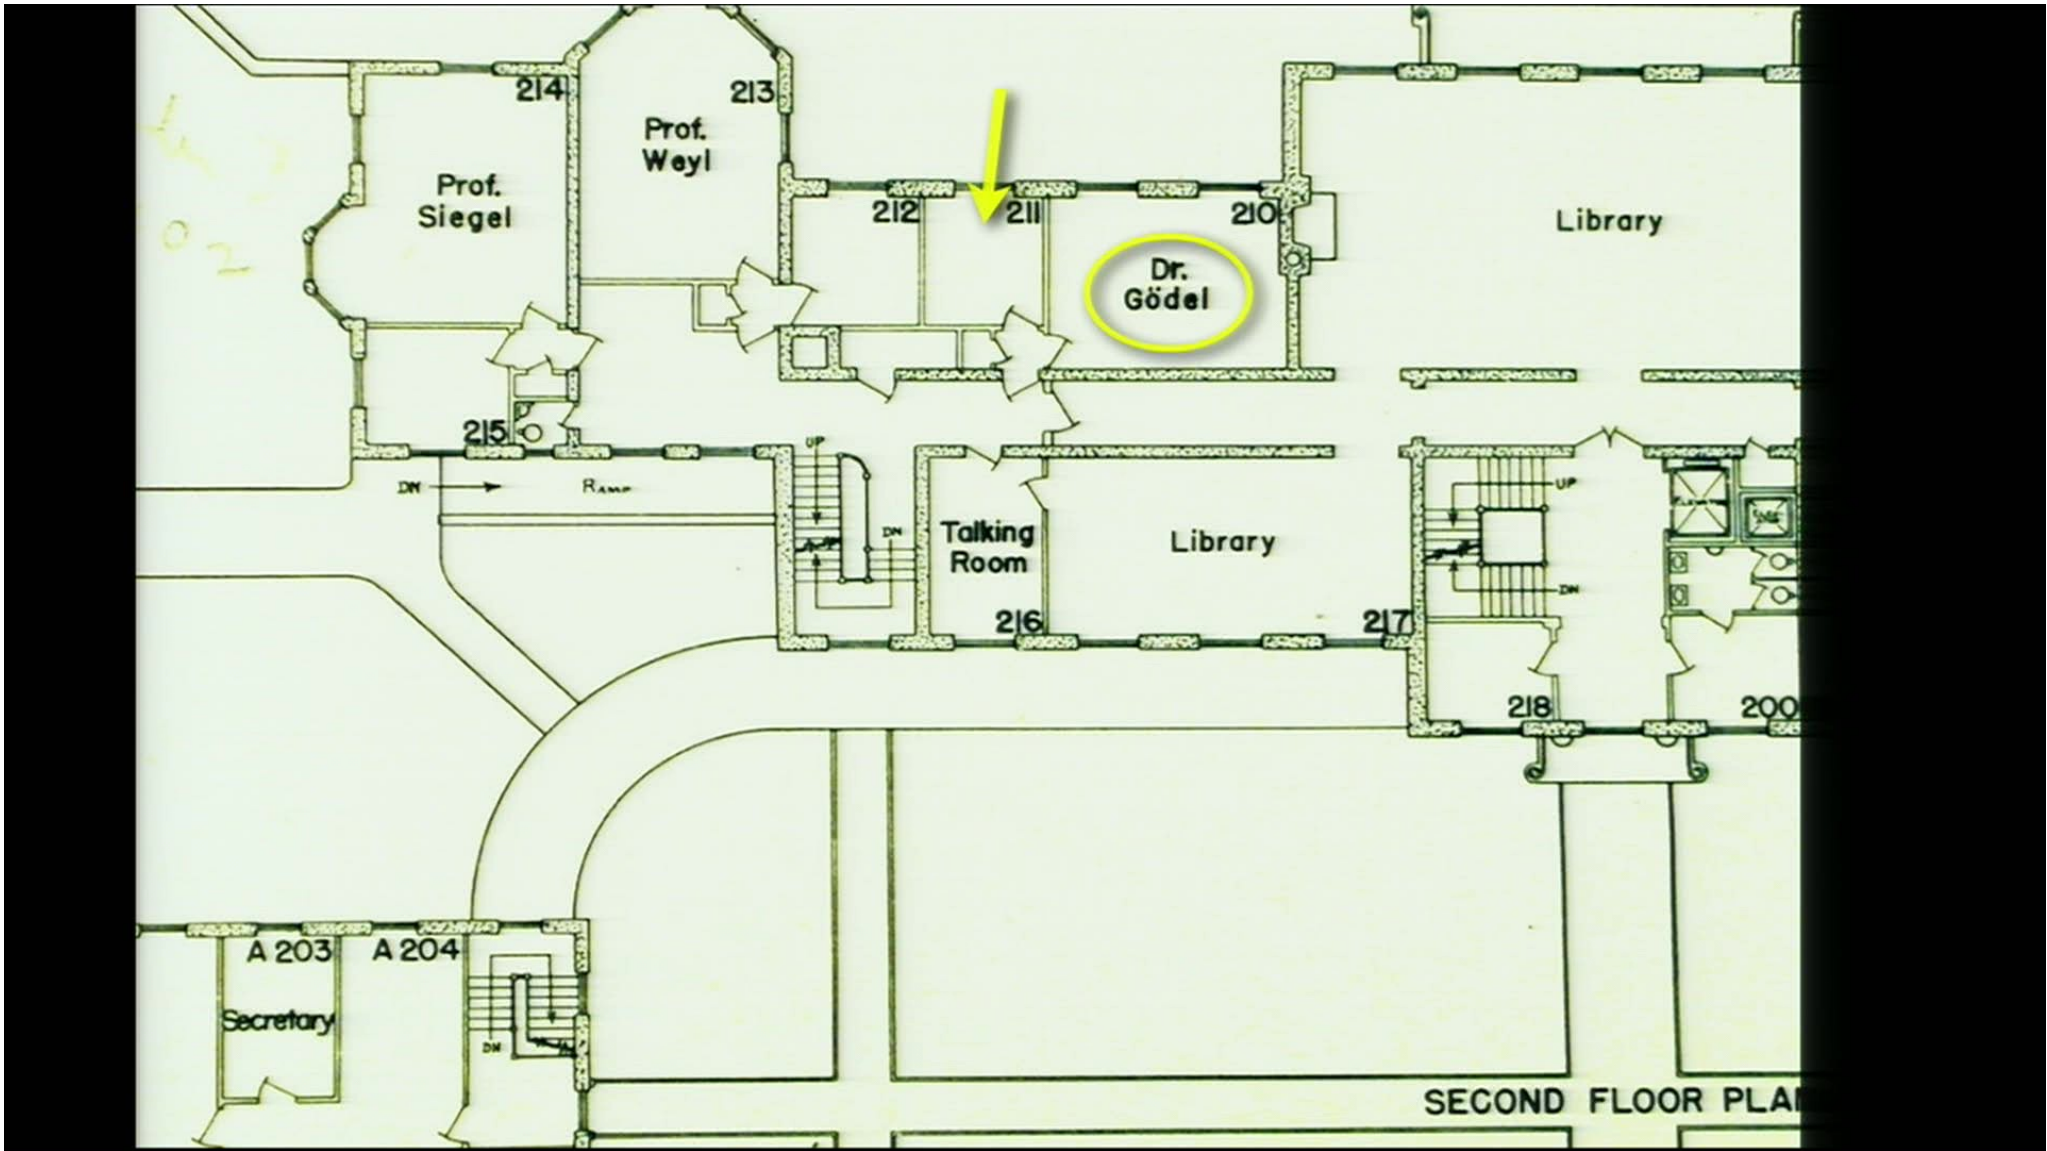 214
213
Prof.
Weyl
Prof.
Siegel
212
211
210
Dr.
Gödel
Library
215
UP
DN
RAMP
DN
Talking
Room
Library
UP
DN
216
217
218
200
A 203
A 204
Secretary
DN
SECOND FLOOR PLA